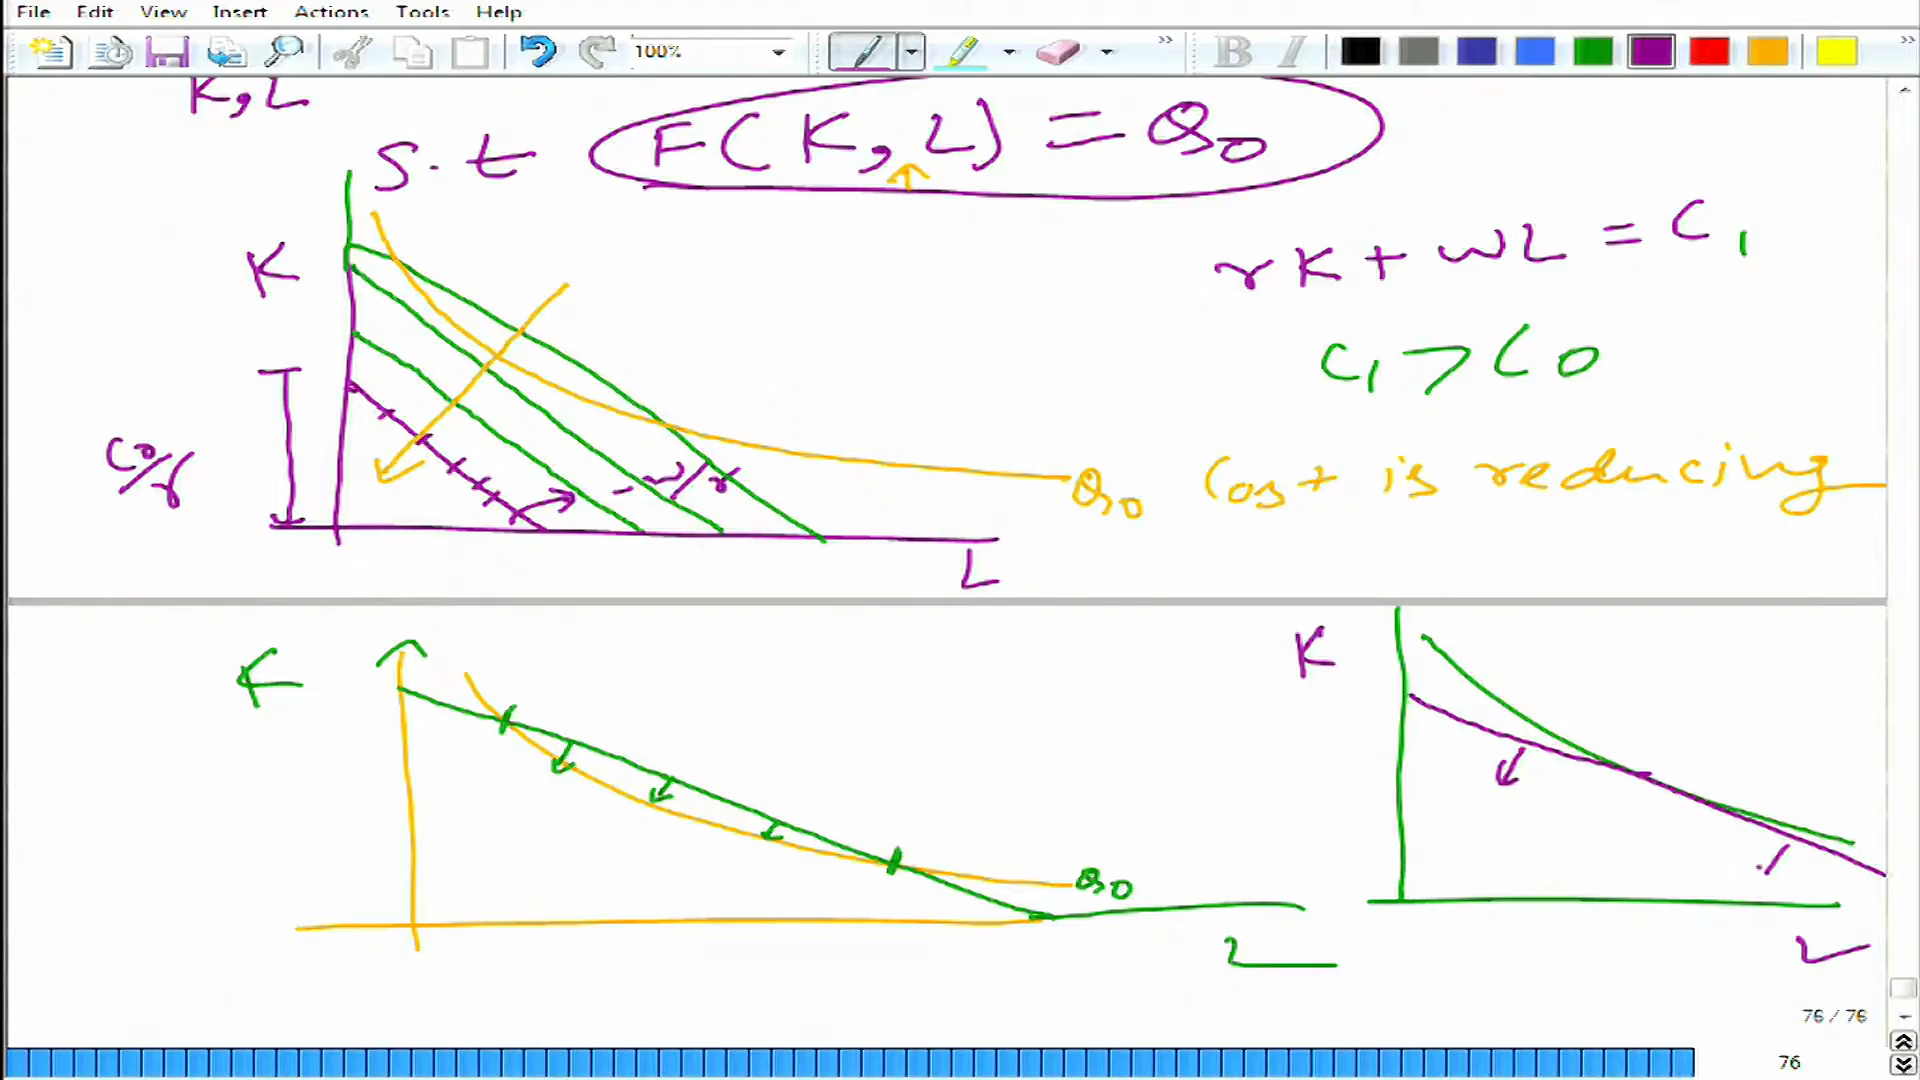 File Edit View Insert Actions Tools Help
100%
B I
K, L
s.t F(K, L) = Q0
K
rK + wL = C1
C1 > C0
C0/r
-w/r
Q0 Cost is reducing
L
K
K
Q0
L
L
76 / 76
76